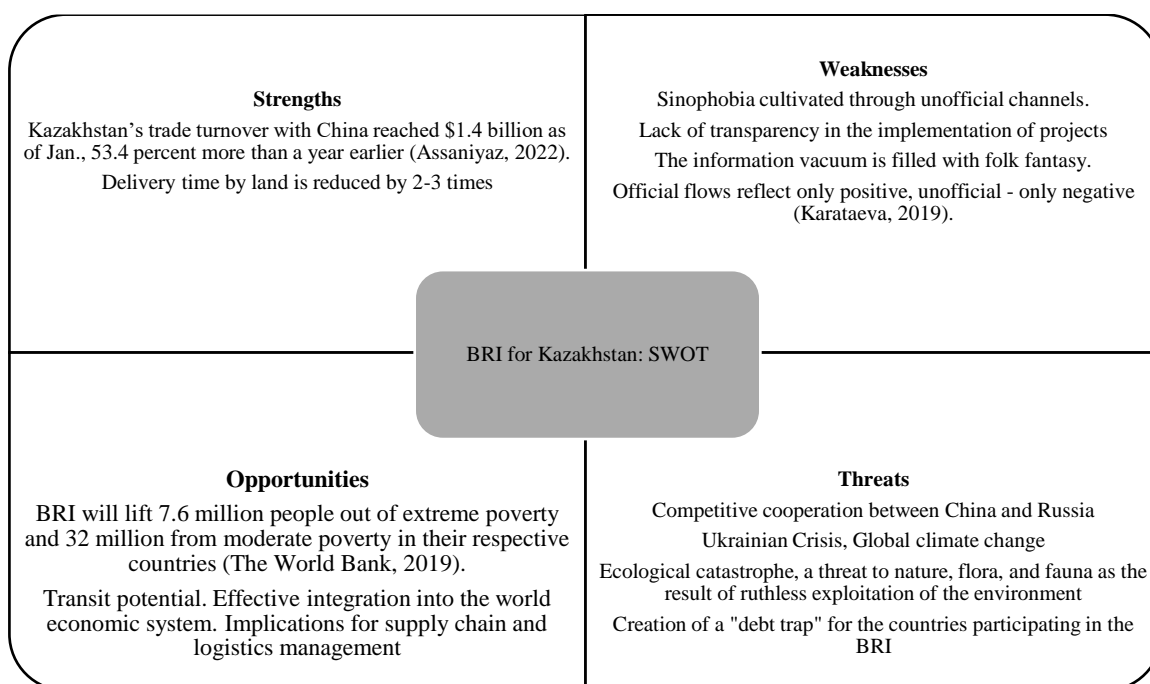 Strengths
Kazakhstan's trade turnover with China reached $1.4 billion as
of Jan., 53.4 percent more than a year earlier (Assaniyaz, 2022).
Delivery time by land is reduced by 2-3 times
Weaknesses
Sinophobia cultivated through unofficial channels.
Lack of transparency in the implementation of projects
The information vacuum is filled with folk fantasy.
Official flows reflect only positive, unofficial - only negative
(Karataeva, 2019).
BRI for Kazakhstan: SWOT
Opportunities
BRI will lift 7.6 million people out of extreme poverty
and 32 million from moderate poverty in their respective
countries (The World Bank, 2019).
Transit potential. Effective integration into the world
economic system. Implications for supply chain and
logistics management
Threats
Competitive cooperation between China and Russia
Ukrainian Crisis, Global climate change
Ecological catastrophe, a threat to nature, flora, and fauna as the
result of ruthless exploitation of the environment
Creation of a "debt trap" for the countries participating in the
BRI